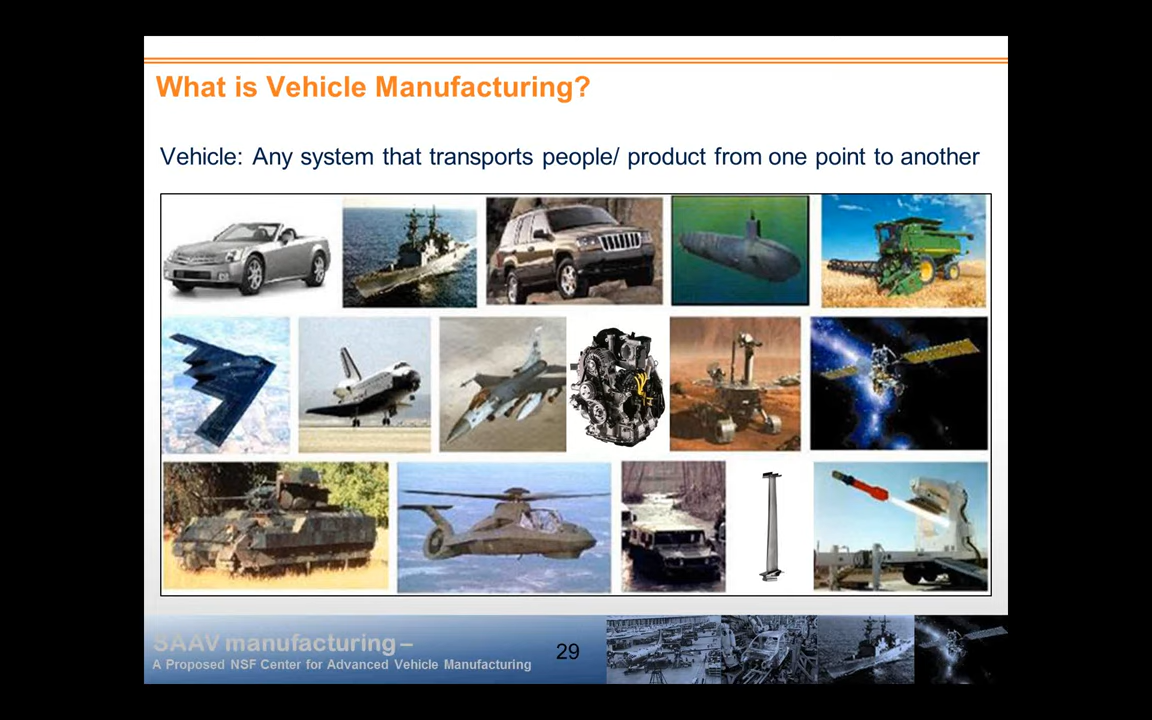 What is Vehicle Manufacturing?
Vehicle: Any system that transports people/ product from one point to another
SAAV manufacturing –
A Proposed NSF Center for Advanced Vehicle Manufacturing
29